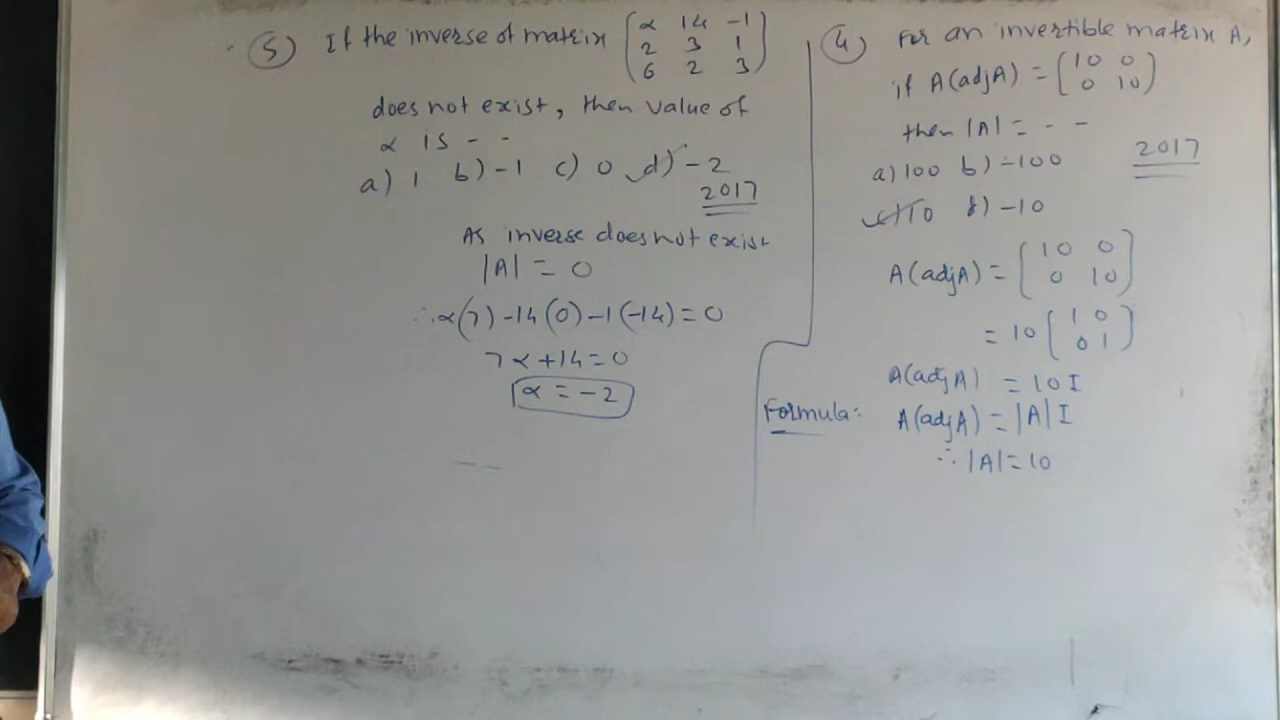 5) If the inverse of matrix [α 14 -1
2 3 1
6 2 3]
does not exist, then value of
α is - -
a) 1 b) -1 c) 0 d) -2
2017
As inverse does not exist
|A| = 0
∴ α(7) -14(0) -1(-14) = 0
7α + 14 = 0
α = -2
4) For an invertible matrix A,
if A(adjA) = [10 0
0 10]
then |A| = - -
a) 100 b) -100
2017
c) 10 d) -10
A(adjA) = [10 0
0 10]
= 10 [1 0
0 1]
A(adjA) = 10 I
Formula: A(adjA) = |A| I
∴ |A| = 10